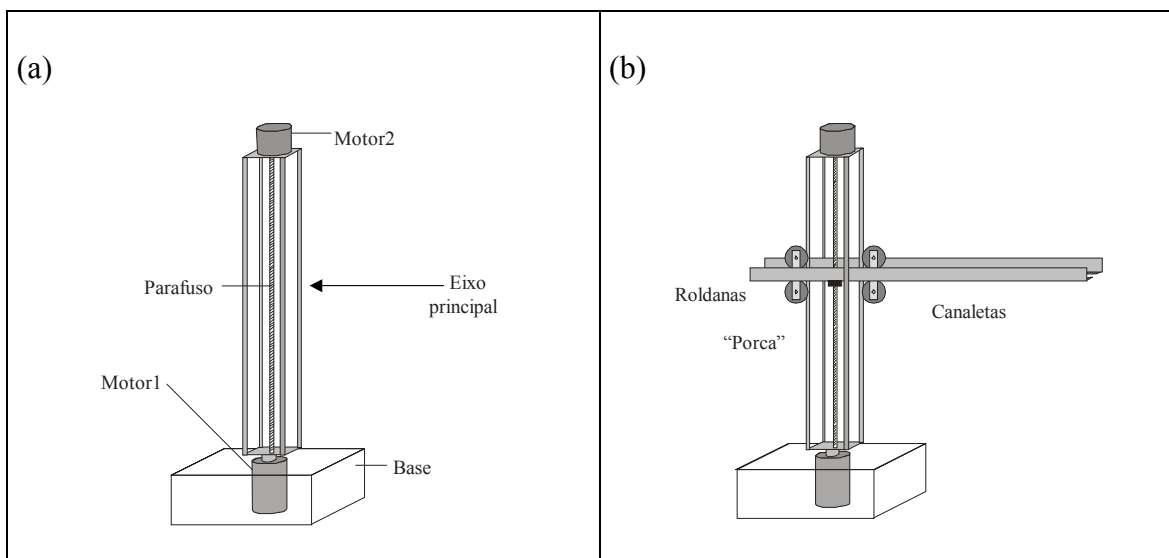 (a)
Motor2
Parafuso
Eixo
principal
Motor1
Base
(b)
Roldanas
Canaletas
“Porca”